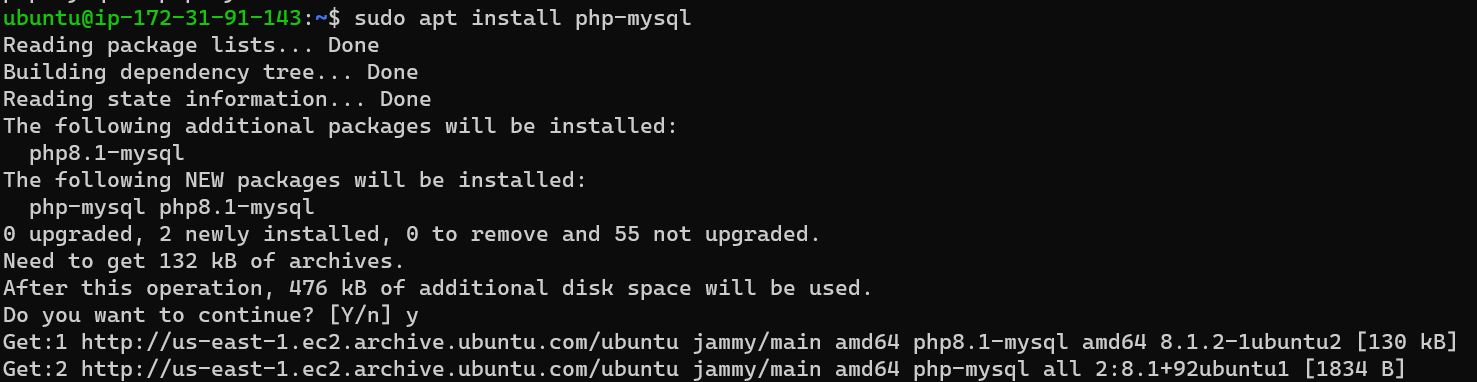 ubuntu@ip-172-31-91-143:~$ sudo apt install php-mysql
Reading package lists... Done
Building dependency tree... Done
Reading state information... Done
The following additional packages will be installed:
  php8.1-mysql
The following NEW packages will be installed:
  php-mysql php8.1-mysql
0 upgraded, 2 newly installed, 0 to remove and 55 not upgraded.
Need to get 132 kB of archives.
After this operation, 476 kB of additional disk space will be used.
Do you want to continue? [Y/n] y
Get:1 http://us-east-1.ec2.archive.ubuntu.com/ubuntu jammy/main amd64 php8.1-mysql amd64 8.1.2-1ubuntu2 [130 kB]
Get:2 http://us-east-1.ec2.archive.ubuntu.com/ubuntu jammy/main amd64 php-mysql all 2:8.1+92ubuntu1 [1834 B]